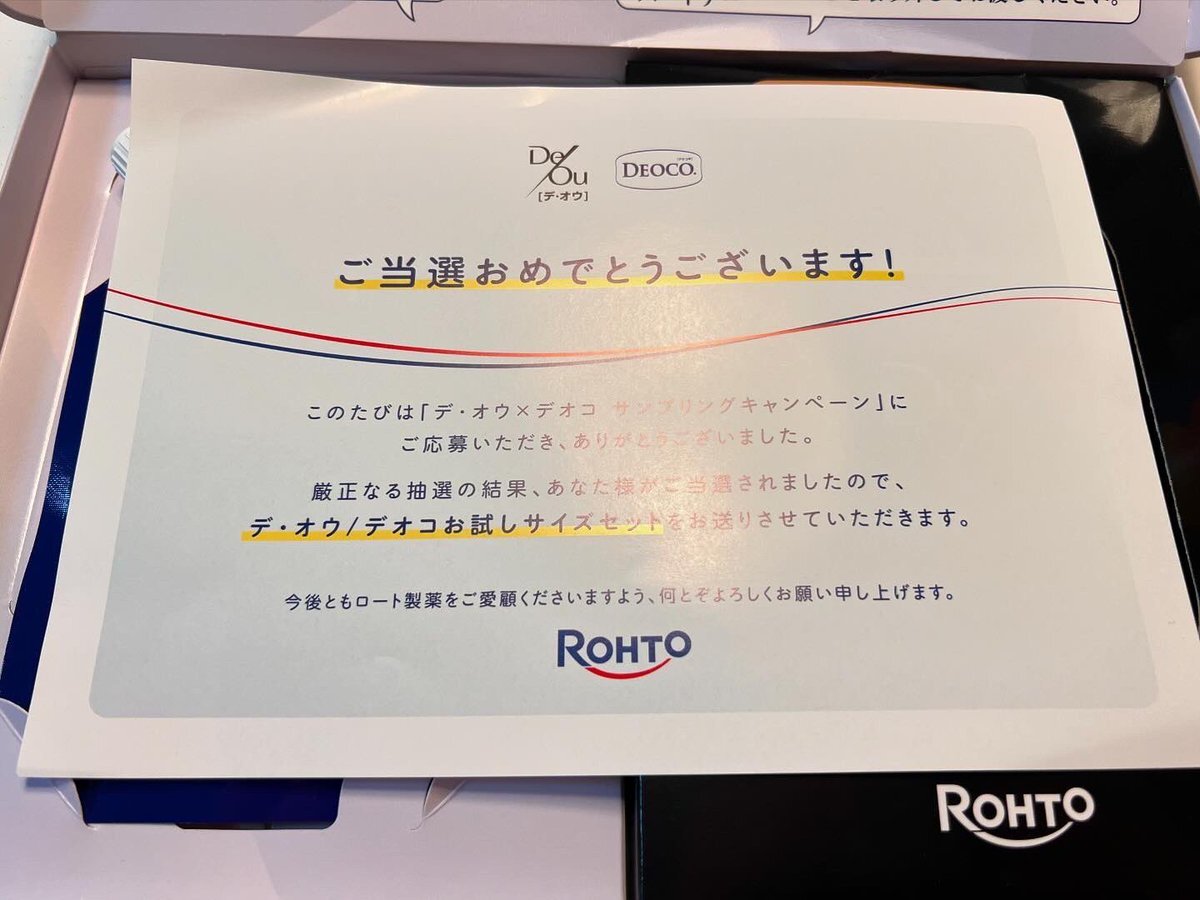 De/Ou
[デ・オウ]
DEOCO.
ご当選おめでとうございます!
このたびは「デ・オウ×デオコ サンプリングキャンペーン」に
ご応募いただき、ありがとうございました。
厳正なる抽選の結果、あなた様がご当選されましたので、
デ・オウ/デオコお試しサイズセットをお送りさせていただきます。
今後ともロート製薬をご愛顧くださいますよう、何とぞよろしくお願い申し上げます。
ROHTO
ROHTO